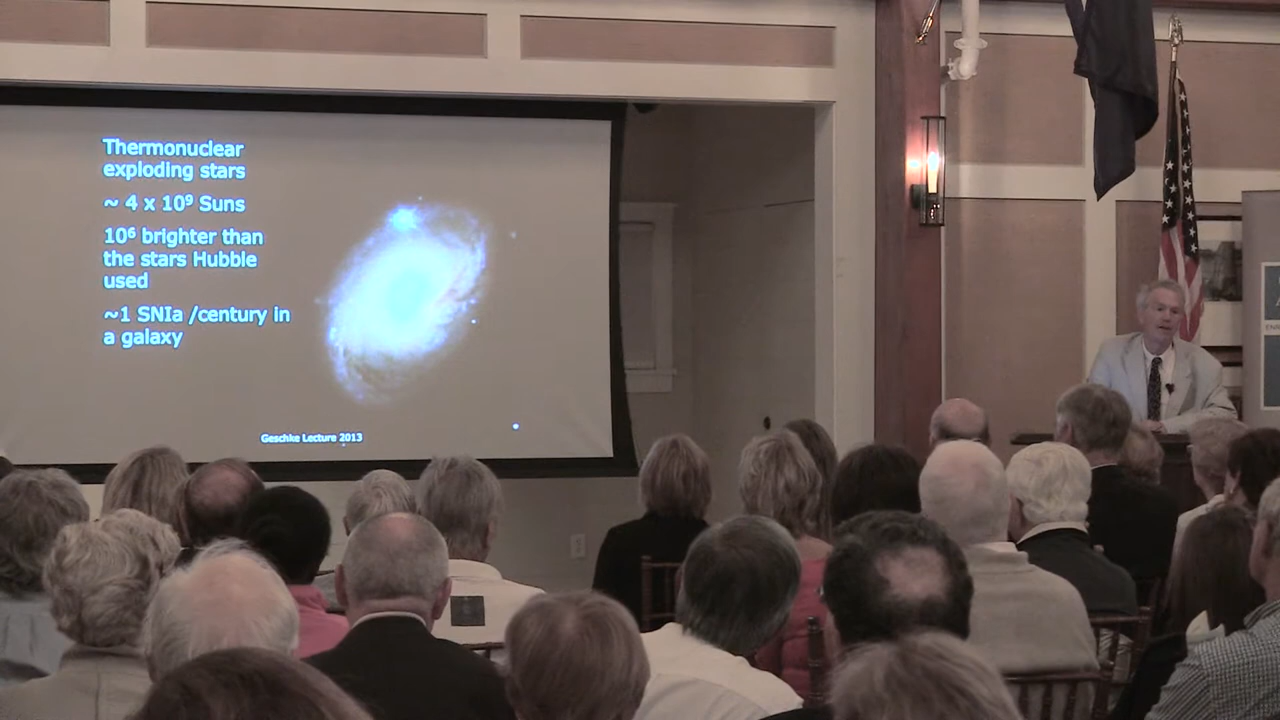 Thermonuclear
exploding stars
~ 4 x 10⁹ Suns
10⁶ brighter than
the stars Hubble
used
~1 SNIa /century in
a galaxy
Geschke Lecture 2013